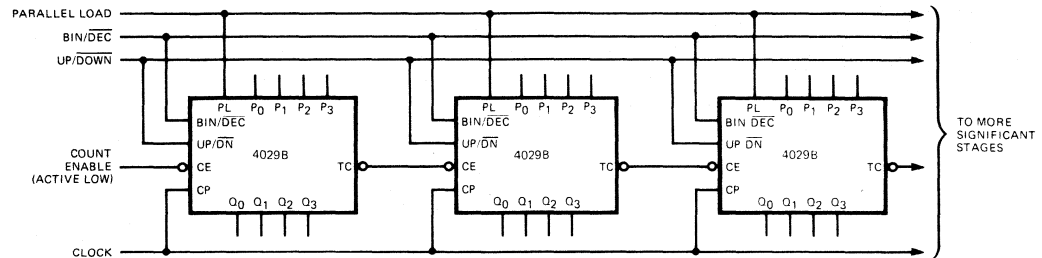 PARALLEL LOAD
BIN/DEC
UP/DOWN
PL P0 P1 P2 P3
BIN/DEC
UP/DN
4029B
CE
TC
CP
Q0 Q1 Q2 Q3
PL P0 P1 P2 P3
BIN/DEC
UP/DN
4029B
CE
TC
CP
Q0 Q1 Q2 Q3
PL P0 P1 P2 P3
BIN DEC
UP DN
4029B
CE
TC
CP
Q0 Q1 Q2 Q3
COUNT
ENABLE
(ACTIVE LOW)
CLOCK
TO MORE
SIGNIFICANT
STAGES